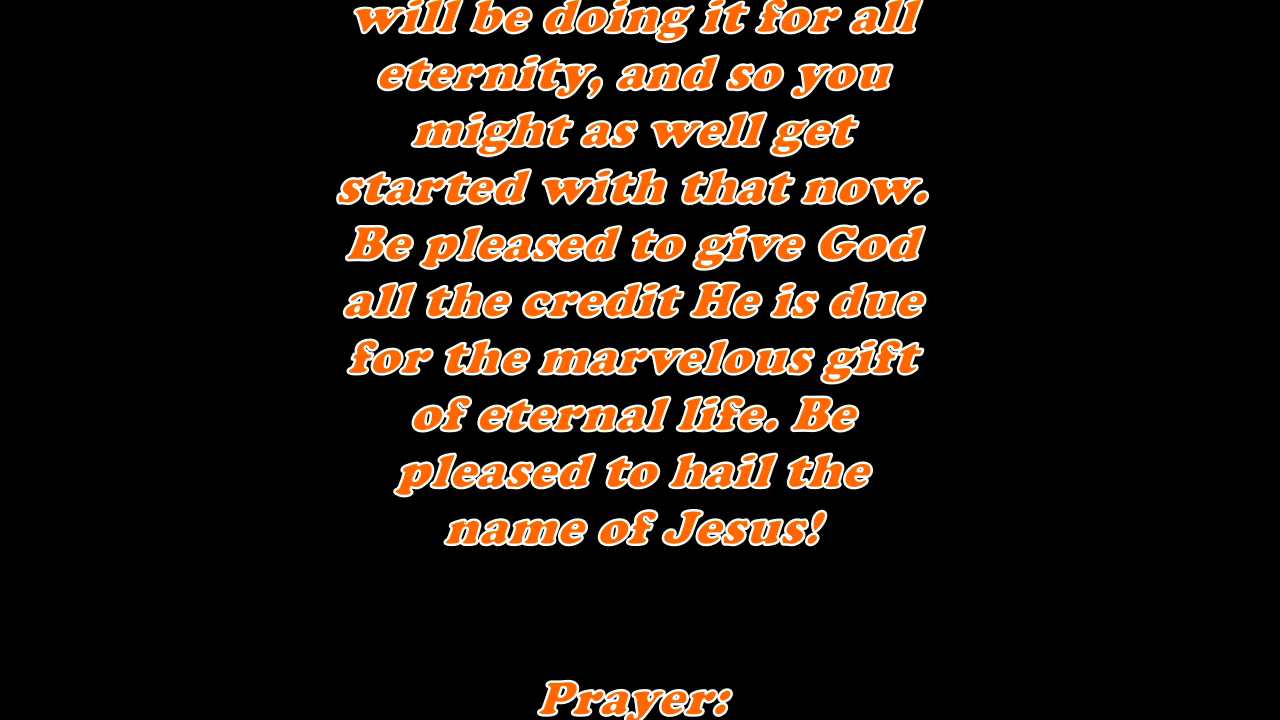 will be doing it for all
eternity, and so you
might as well get
started with that now.
Be pleased to give God
all the credit He is due
for the marvelous gift
of eternal life. Be
pleased to hail the
name of Jesus!
Prayer: